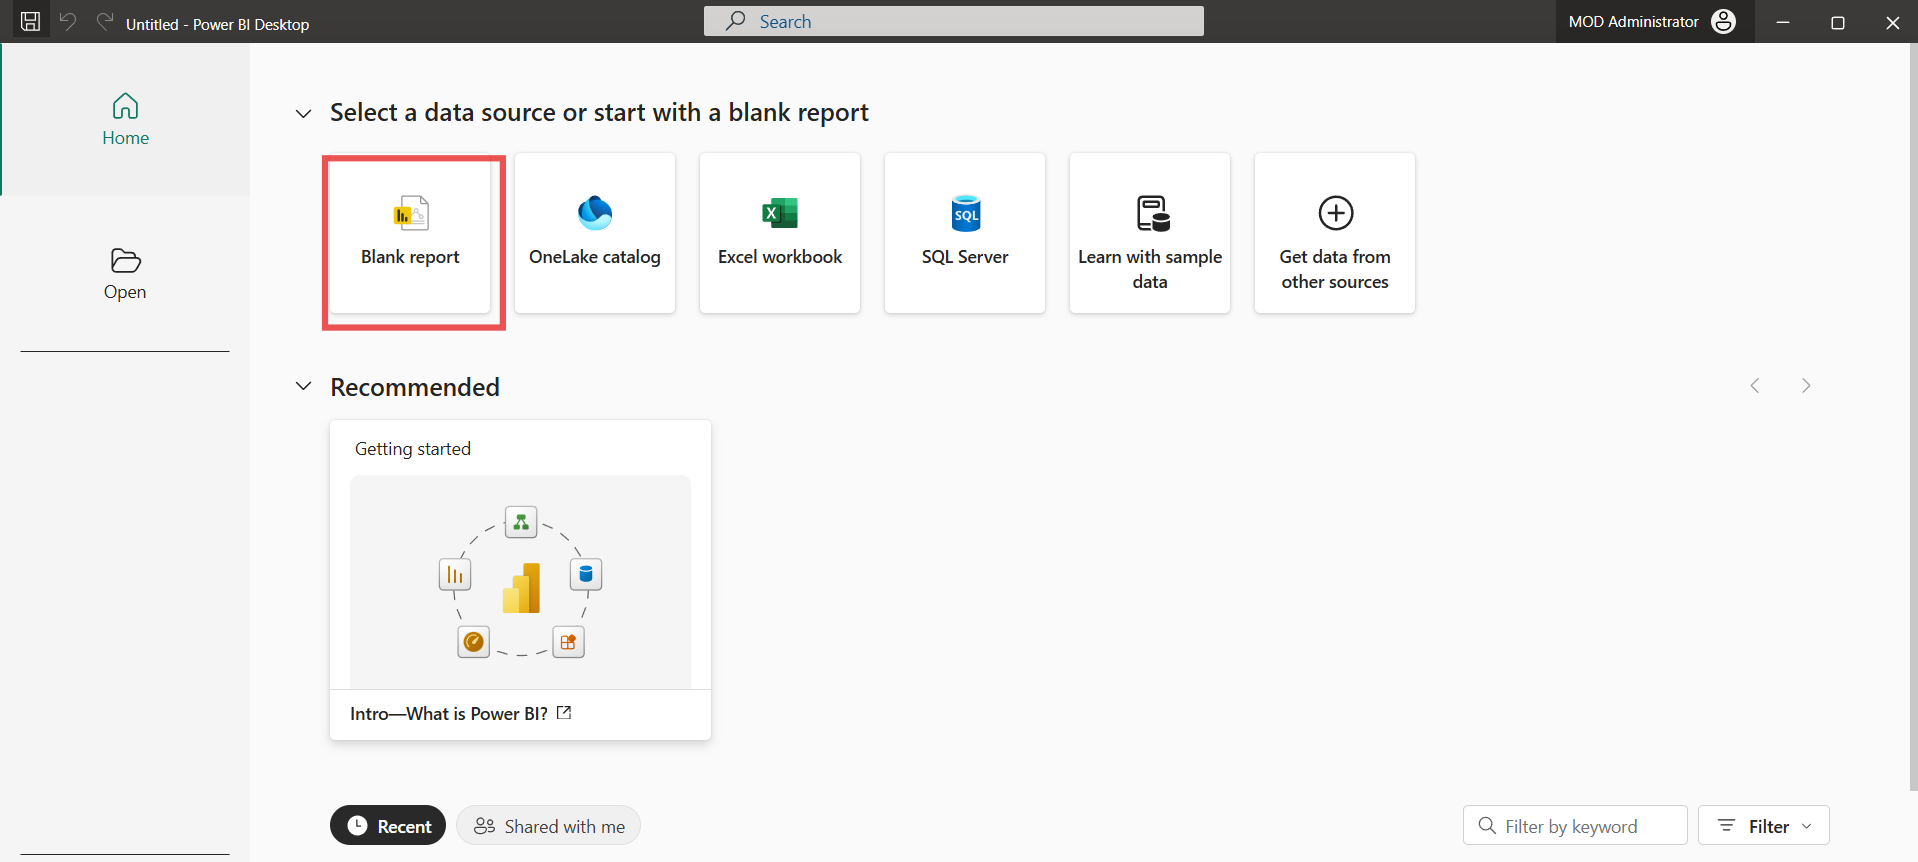 Untitled - Power BI Desktop
Search
MOD Administrator
Home
Open
Select a data source or start with a blank report
Blank report
OneLake catalog
Excel workbook
SQL
SQL Server
Learn with sample
data
Get data from
other sources
Recommended
Getting started
Intro—What is Power BI?
Recent
Shared with me
Filter by keyword
Filter